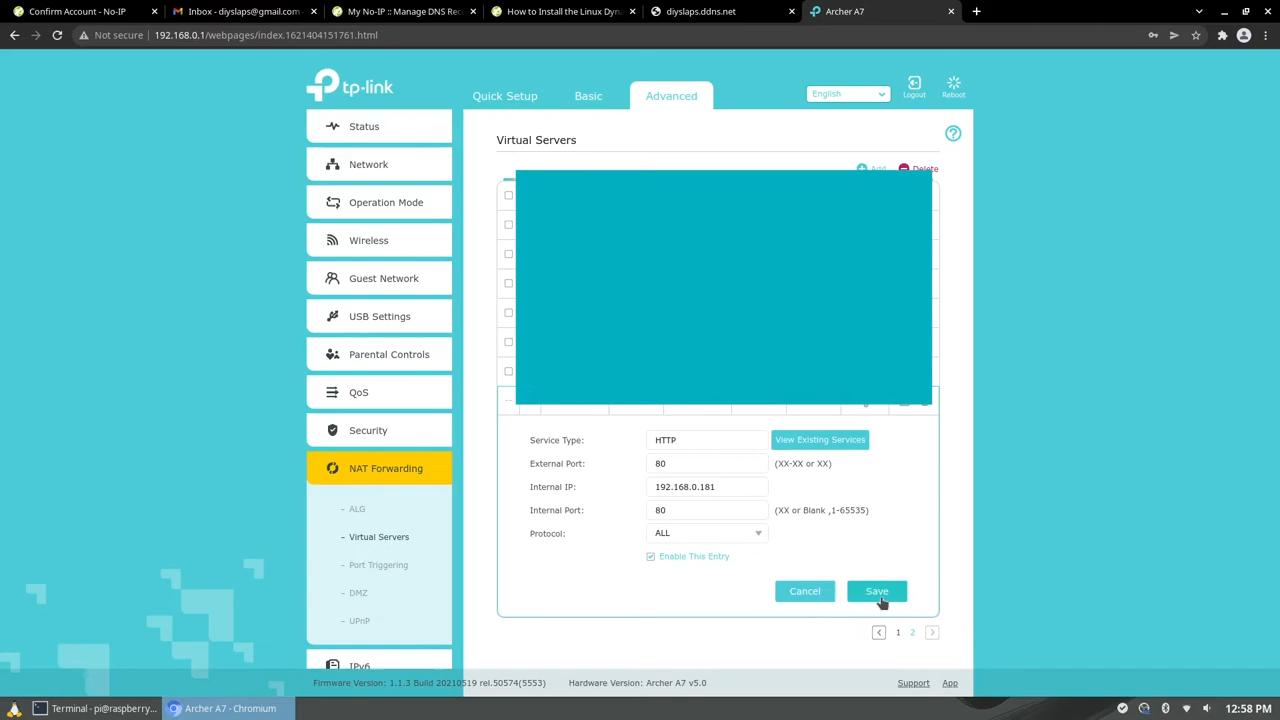 Confirm Account - No-IP
Inbox - diyslaps@gmail.com -
My No-IP :: Manage DNS Rec
How to Install the Linux Dyn
diyslaps.ddns.net
Archer A7
Not secure
192.168.0.1/webpages/index.1621404151761.html
tp-link
Quick Setup
Basic
Advanced
English
Logout
Reboot
Status
Network
Operation Mode
Wireless
Guest Network
USB Settings
Parental Controls
QoS
Security
NAT Forwarding
- ALG
- Virtual Servers
- Port Triggering
- DMZ
- UPnP
IPv6
Virtual Servers
Add
Delete
Service Type: HTTP View Existing Services
External Port: 80 (XX-XX or XX)
Internal IP: 192.168.0.181
Internal Port: 80 (XX or Blank ,1-65535)
Protocol: ALL
Enable This Entry
Cancel
Save
1 2
Firmware Version: 1.1.3 Build 20210519 rel.50574(5553)
Hardware Version: Archer A7 v5.0
Support
App
Terminal - pi@raspberry...
Archer A7 - Chromium
12:58 PM